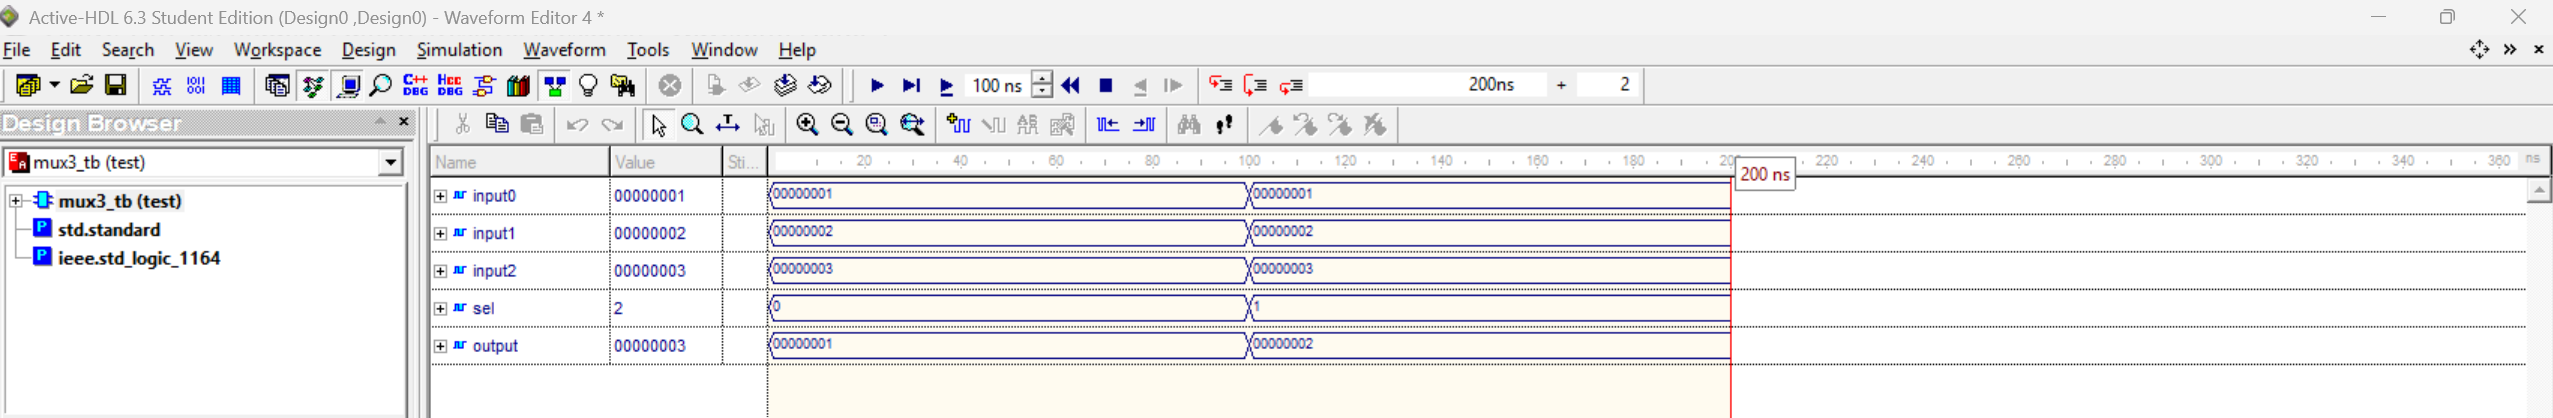 Active-HDL 6.3 Student Edition (Design0 ,Design0) - Waveform Editor 4 *
File Edit Search View Workspace Design Simulation Waveform Tools Window Help
C++ DBG HCC DBG 100 ns 200ns + 2
Design Browser
mux3_tb (test)
mux3_tb (test)
std.standard
ieee.std_logic_1164
Name Value Sti... 20 40 60 80 100 120 140 160 180 220 240 260 280 300 320 340 360 ns
200 ns
input0 00000001 00000001 00000001
input1 00000002 00000002 00000002
input2 00000003 00000003 00000003
sel 2 0 1
output 00000003 00000001 00000002